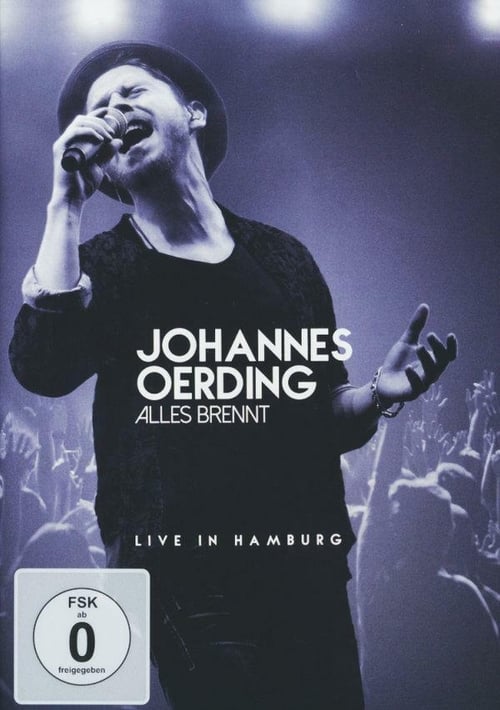 JOHANNES
OERDING
ALLES BRENNT
LIVE IN HAMBURG
FSK
ab
0
freigegeben